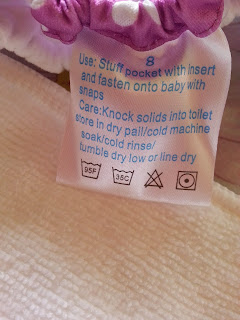 8
Use: Stuff pocket with insert
and fasten onto baby with
snaps
Care:Knock solids into toilet
store in dry pail/cold machine
soak/cold rinse/
tumble dry low or line dry
95F 35C